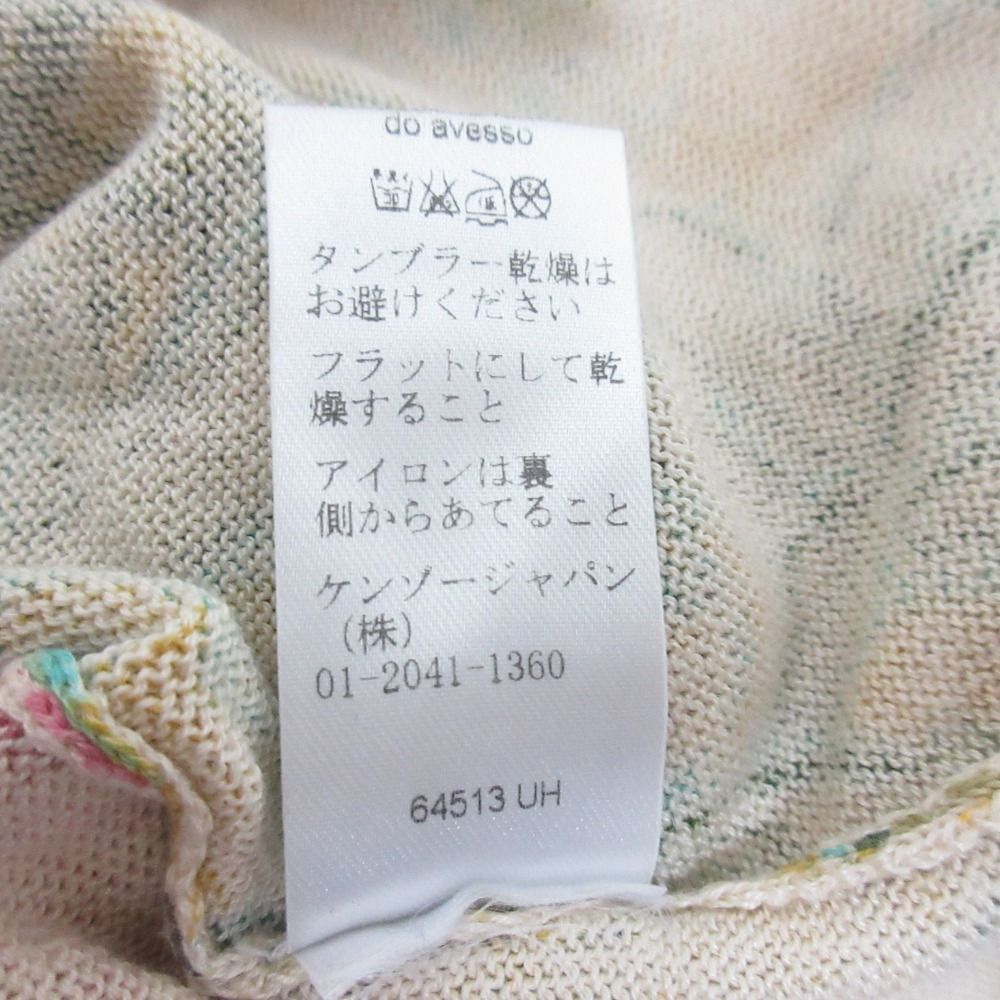 do avesso
タンブラー乾燥は
お避けください
フラットにして乾
燥すること
アイロンは裏
側からあてること
ケンゾージャパン
（株）
01-2041-1360
64513 UH